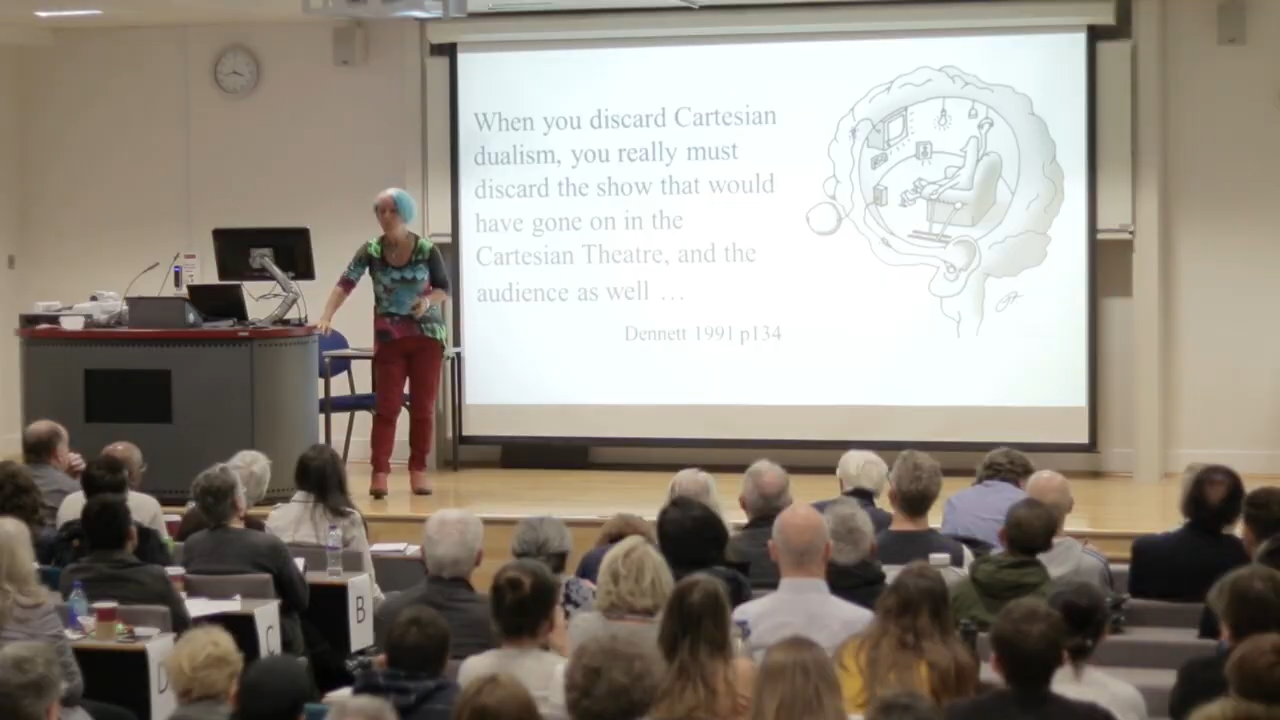 When you discard Cartesian
dualism, you really must
discard the show that would
have gone on in the
Cartesian Theatre, and the
audience as well …
Dennett 1991 p134
B
C
D